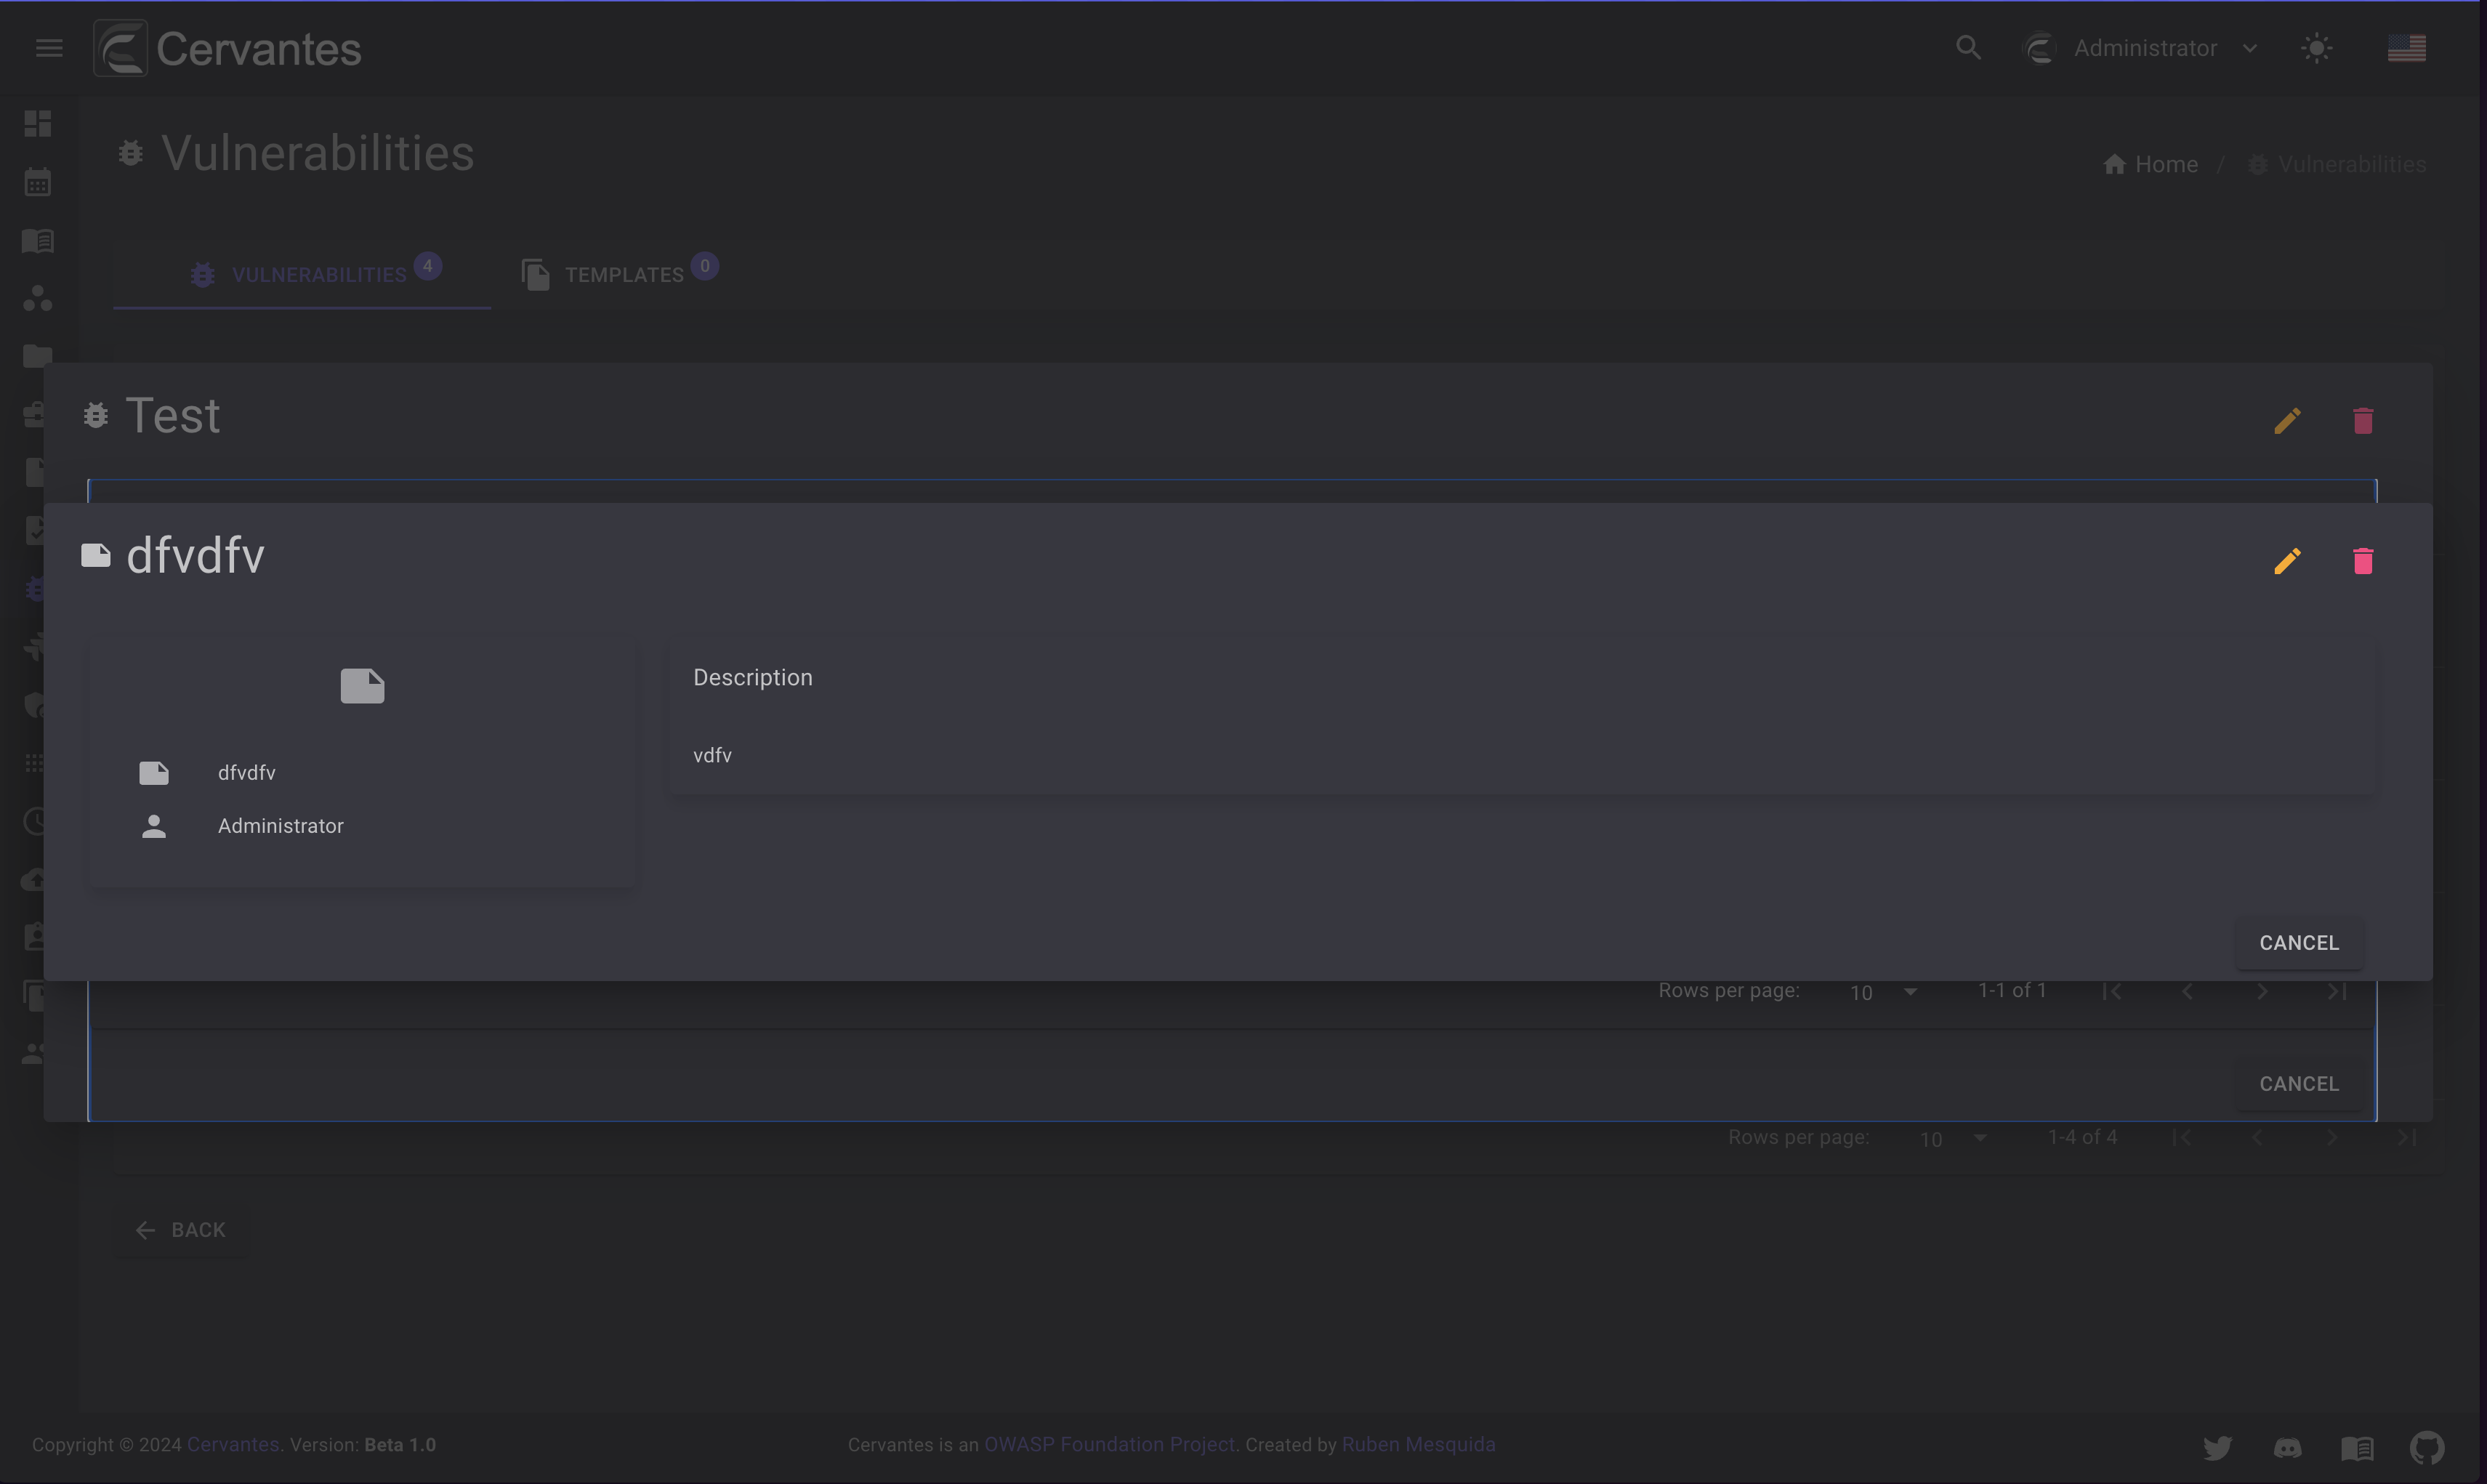 Cervantes
Administrator
Vulnerabilities
Home / Vulnerabilities
VULNERABILITIES 4
TEMPLATES 0
Test
dfvdfv
Description
vdfv
dfvdfv
Administrator
CANCEL
Rows per page: 10 1-1 of 1
CANCEL
Rows per page: 10 1-4 of 4
BACK
Copyright © 2024 Cervantes. Version: Beta 1.0
Cervantes is an OWASP Foundation Project. Created by Ruben Mesquida